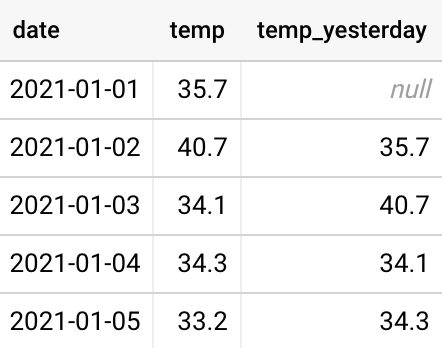 date temp temp_yesterday
2021-01-01 35.7 null
2021-01-02 40.7 35.7
2021-01-03 34.1 40.7
2021-01-04 34.3 34.1
2021-01-05 33.2 34.3